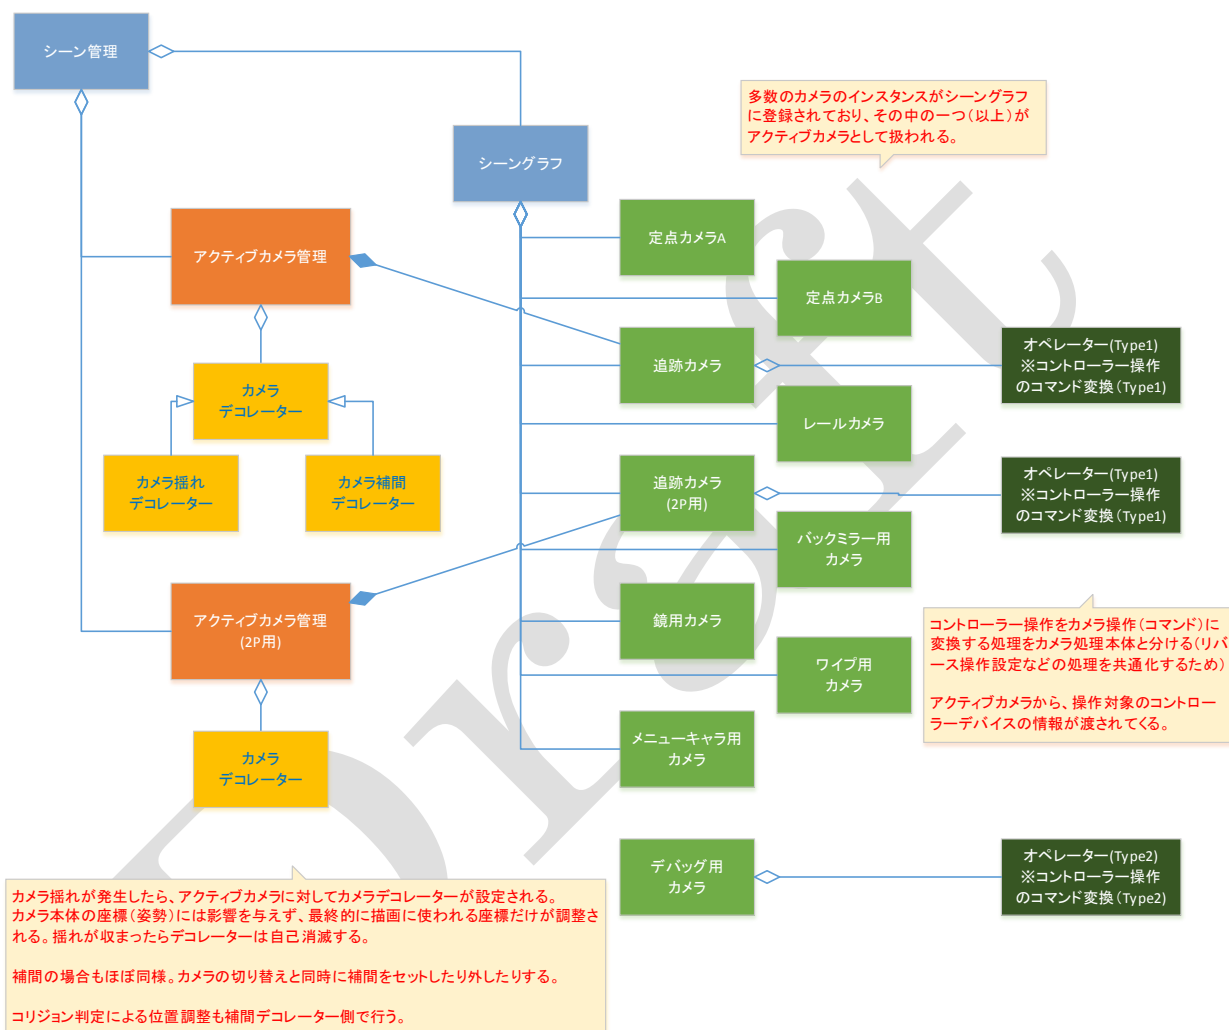 シーン管理
多数のカメラのインスタンスがシーングラフ
に登録されており、その中の一つ(以上)が
アクティブカメラとして扱われる。
シーングラフ
定点カメラA
アクティブカメラ管理
定点カメラB
追跡カメラ
オペレーター(Type1)
※コントローラー操作
のコマンド変換(Type1)
カメラ
デコレーター
レールカメラ
カメラ揺れ
デコレーター
カメラ補間
デコレーター
追跡カメラ
(2P用)
オペレーター(Type1)
※コントローラー操作
のコマンド変換(Type1)
バックミラー用
カメラ
アクティブカメラ管理
(2P用)
鏡用カメラ
コントローラー操作をカメラ操作(コマンド)に
変換する処理をカメラ処理本体と分ける(リバ
ース操作設定などの処理を共通化するため)
アクティブカメラから、操作対象のコントロー
ラーデバイスの情報が渡されてくる。
ワイプ用
カメラ
メニューキャラ用
カメラ
カメラ
デコレーター
デバッグ用
カメラ
オペレーター(Type2)
※コントローラー操作
のコマンド変換(Type2)
カメラ揺れが発生したら、アクティブカメラに対してカメラデコレーターが設定される。
カメラ本体の座標(姿勢)には影響を与えず、最終的に描画に使われる座標だけが調整さ
れる。揺れが収まったらデコレーターは自己消滅する。
補間の場合もほぼ同様。カメラの切り替えと同時に補間をセットしたり外したりする。
コリジョン判定による位置調整も補間デコレーター側で行う。
Draft